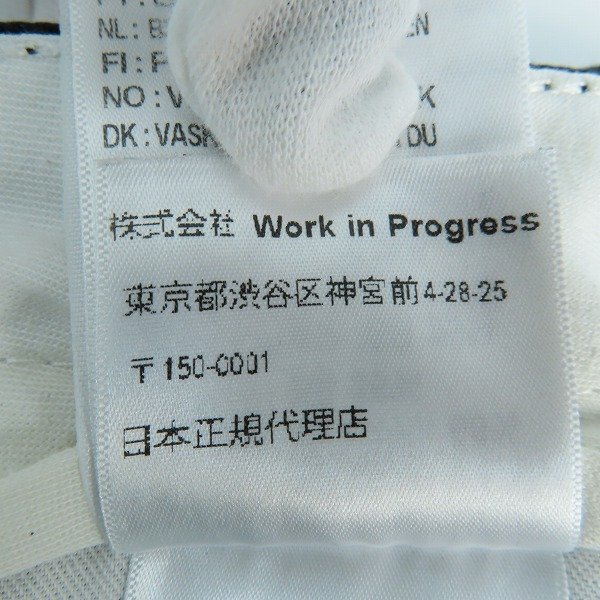 NL:
FI:
NO:
DK:
株式会社 Work in Progress
東京都渋谷区神宮前4-28-25
〒150-0001
日本正規代理店